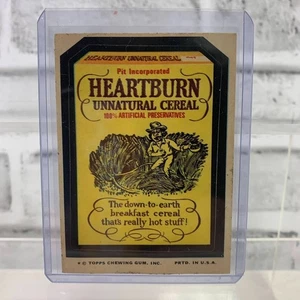 HEARTBURN UNNATURAL CEREAL
Pit Incorporated
HEARTBURN
UNNATURAL CEREAL
100% ARTIFICIAL PRESERVATIVES
The down-to-earth
breakfast cereal
that's really hot stuff!
© TOPPS CHEWING GUM, INC. PRTD. IN U.S.A.